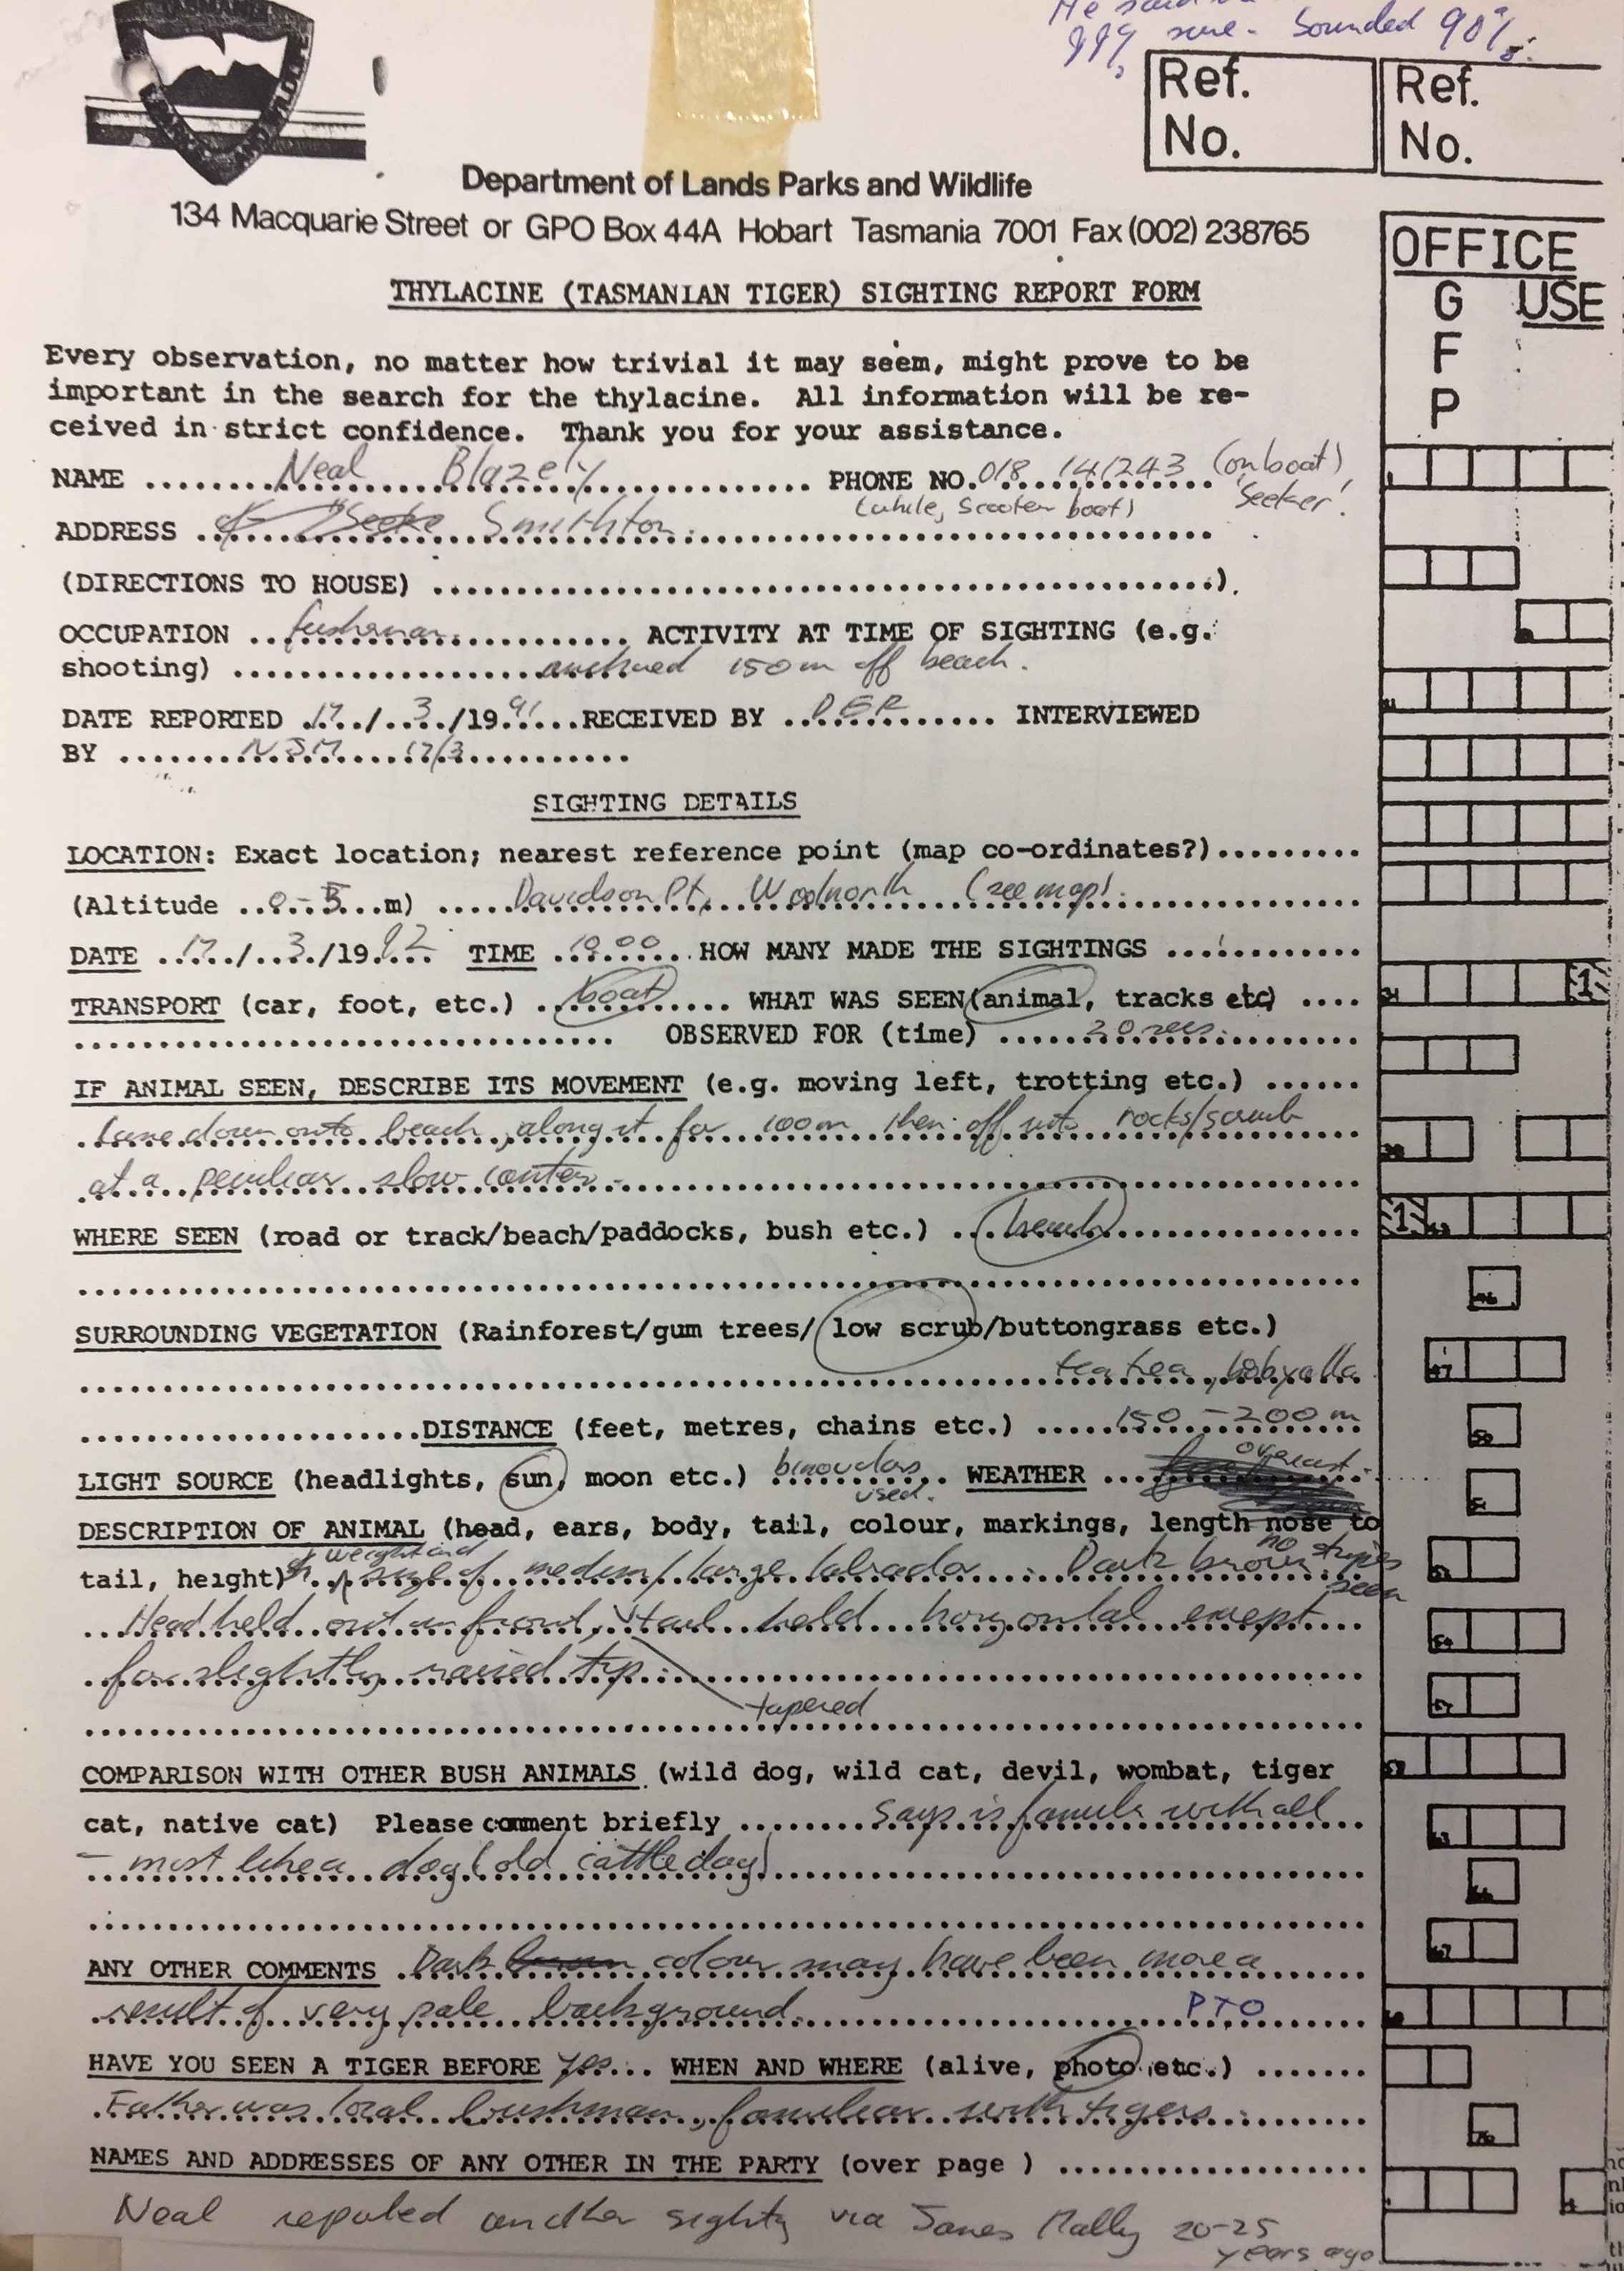 TASMANIA
He said
99% sure - sounded 90%.
Ref. No.
Ref. No.
Department of Lands Parks and Wildlife
134 Macquarie Street or GPO Box 44A Hobart Tasmania 7001 Fax (002) 238765
OFFICE USE
G
F
P
THYLACINE (TASMANIAN TIGER) SIGHTING REPORT FORM
Every observation, no matter how trivial it may seem, might prove to be
important in the search for the thylacine. All information will be re-
ceived in strict confidence. Thank you for your assistance.
NAME ..... Neal Blazely ..... PHONE NO. 018 141243 (on boat)
(while, Scooter boat) 'Seeker'
ADDRESS ..... Smithton .....
(DIRECTIONS TO HOUSE) .....).
OCCUPATION ... fisherman ..... ACTIVITY AT TIME OF SIGHTING (e.g.
shooting) ..... anchored 150m off beach.
DATE REPORTED 17../..3../19.91....RECEIVED BY ..DER..... INTERVIEWED
BY ..... NJM 17/3 .....
SIGHTING DETAILS
LOCATION: Exact location; nearest reference point (map co-ordinates?).........
(Altitude ..0-5...m) .... Davidson Pt, Woolnorth (see map).
DATE ..17../..3./19.92.. TIME .10.00... HOW MANY MADE THE SIGHTINGS ...1...........
TRANSPORT (car, foot, etc.) ..boat..... WHAT WAS SEEN(animal, tracks etc) ....
..... OBSERVED FOR (time) .....20 secs.....
IF ANIMAL SEEN, DESCRIBE ITS MOVEMENT (e.g. moving left, trotting etc.) ......
Came down onto beach, along it for 100m then off into rocks/scrub
at a peculiar slow canter.
WHERE SEEN (road or track/beach/paddocks, bush etc.) ...beach.....
SURROUNDING VEGETATION (Rainforest/gum trees/ low scrub/buttongrass etc.)
tea tea, bobyalla
.....DISTANCE (feet, metres, chains etc.) .....150 - 200 m
LIGHT SOURCE (headlights, sun, moon etc.) binoculars used. WEATHER .... overcast.
DESCRIPTION OF ANIMAL (head, ears, body, tail, colour, markings, length nose to
tail, height) Ht weight and size of medium/large labrador. Dark brown no stripes seen
Head held out in front, tail held horizontal except
for slightly raised tip.
tapered
COMPARISON WITH OTHER BUSH ANIMALS (wild dog, wild cat, devil, wombat, tiger
cat, native cat) Please comment briefly ..... Says is familr with all
- most like a dog (old cattle dog)
ANY OTHER COMMENTS . Dark brown colour may have been more a
result of very pale background. PTO
HAVE YOU SEEN A TIGER BEFORE Yes... WHEN AND WHERE (alive, photo etc.) .......
Father was local bushman, familiar with tigers.
NAMES AND ADDRESSES OF ANY OTHER IN THE PARTY (over page ) .....
Neal reported another sighty via James Mally 20-25
years ago